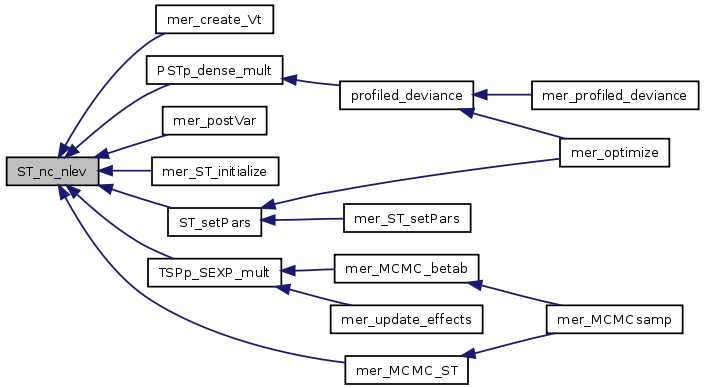 mer_create_Vt
PSTp_dense_mult
profiled_deviance
mer_profiled_deviance
mer_postVar
mer_optimize
ST_nc_nlev
mer_ST_initialize
ST_setPars
mer_ST_setPars
TSPp_SEXP_mult
mer_MCMC_betab
mer_update_effects
mer_MCMCsamp
mer_MCMC_ST